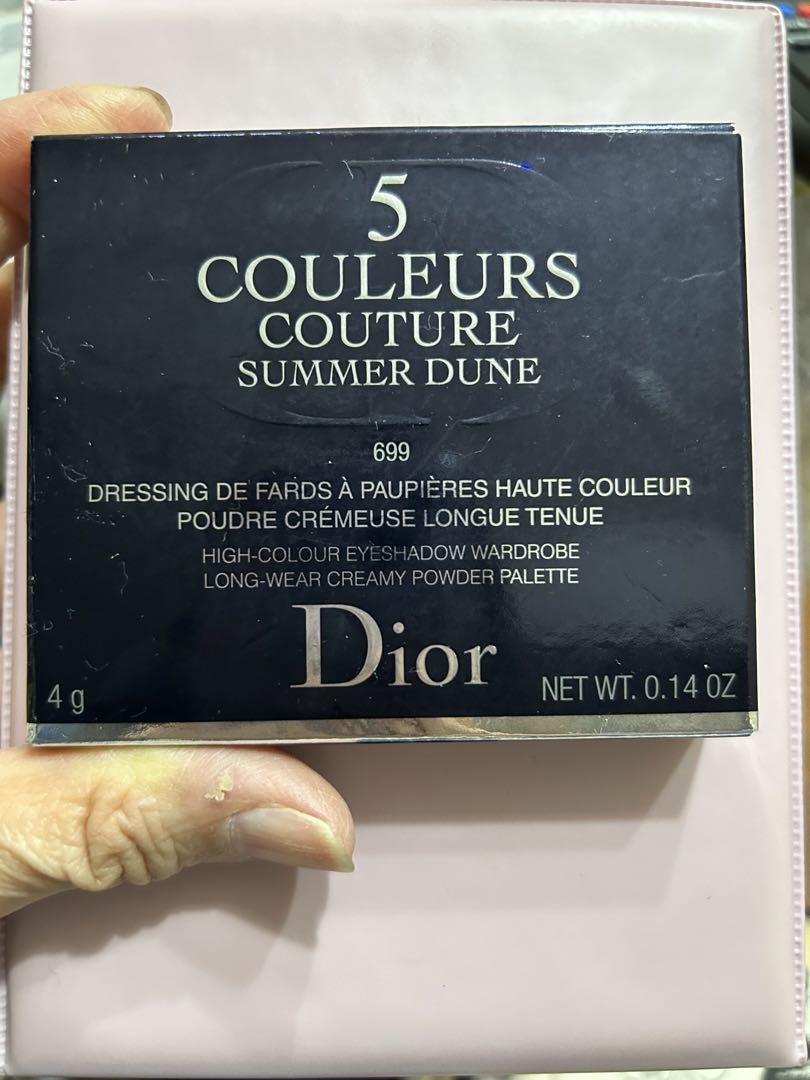 5
COULEURS
COUTURE
SUMMER DUNE
699
DRESSING DE FARDS À PAUPIÈRES HAUTE COULEUR
POUDRE CRÉMEUSE LONGUE TENUE
HIGH-COLOUR EYESHADOW WARDROBE
LONG-WEAR CREAMY POWDER PALETTE
Dior
4 g
NET WT. 0.14 OZ